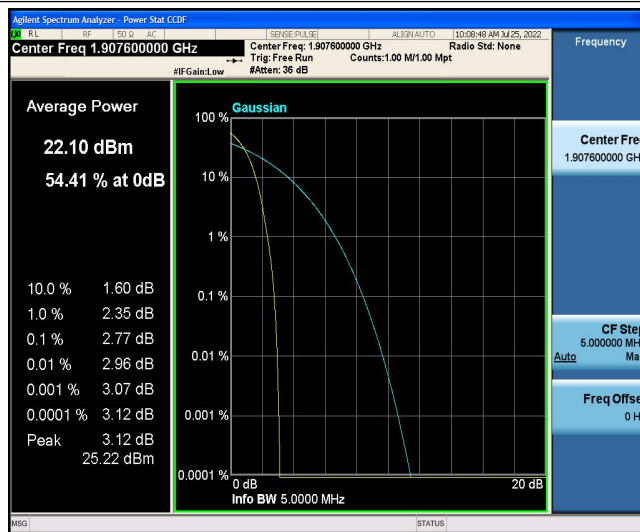 Agilent Spectrum Analyzer - Power Stat CCDF
RL RF 50 Ω AC SENSE:PULSE ALIGN AUTO 10:08:48 AM Jul 25, 2022
Center Freq 1.907600000 GHz
Center Freq: 1.907600000 GHz Radio Std: None
Trig: Free Run Counts:1.00 M/1.00 Mpt
#IFGain:Low #Atten: 36 dB
Average Power
22.10 dBm
54.41 % at 0dB
10.0 % 1.60 dB
1.0 % 2.35 dB
0.1 % 2.77 dB
0.01 % 2.96 dB
0.001 % 3.07 dB
0.0001 % 3.12 dB
Peak 3.12 dB
25.22 dBm
Gaussian
100 %
10 %
1 %
0.1 %
0.01 %
0.001 %
0.0001 %
0 dB 20 dB
Info BW 5.0000 MHz
Frequency
Center Fre
1.907600000 GH
CF Step
5.000000 MH
Auto Ma
Freq Offse
0 H
MSG STATUS